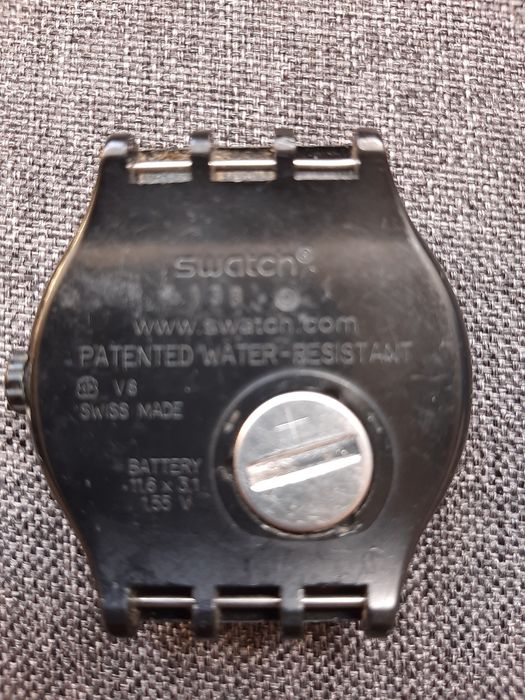 swatch®
www.swatch.com
PATENTED WATER-RESISTANT
V8
SWISS MADE
BATTERY
11.6 x 3.1
1.55 V
+